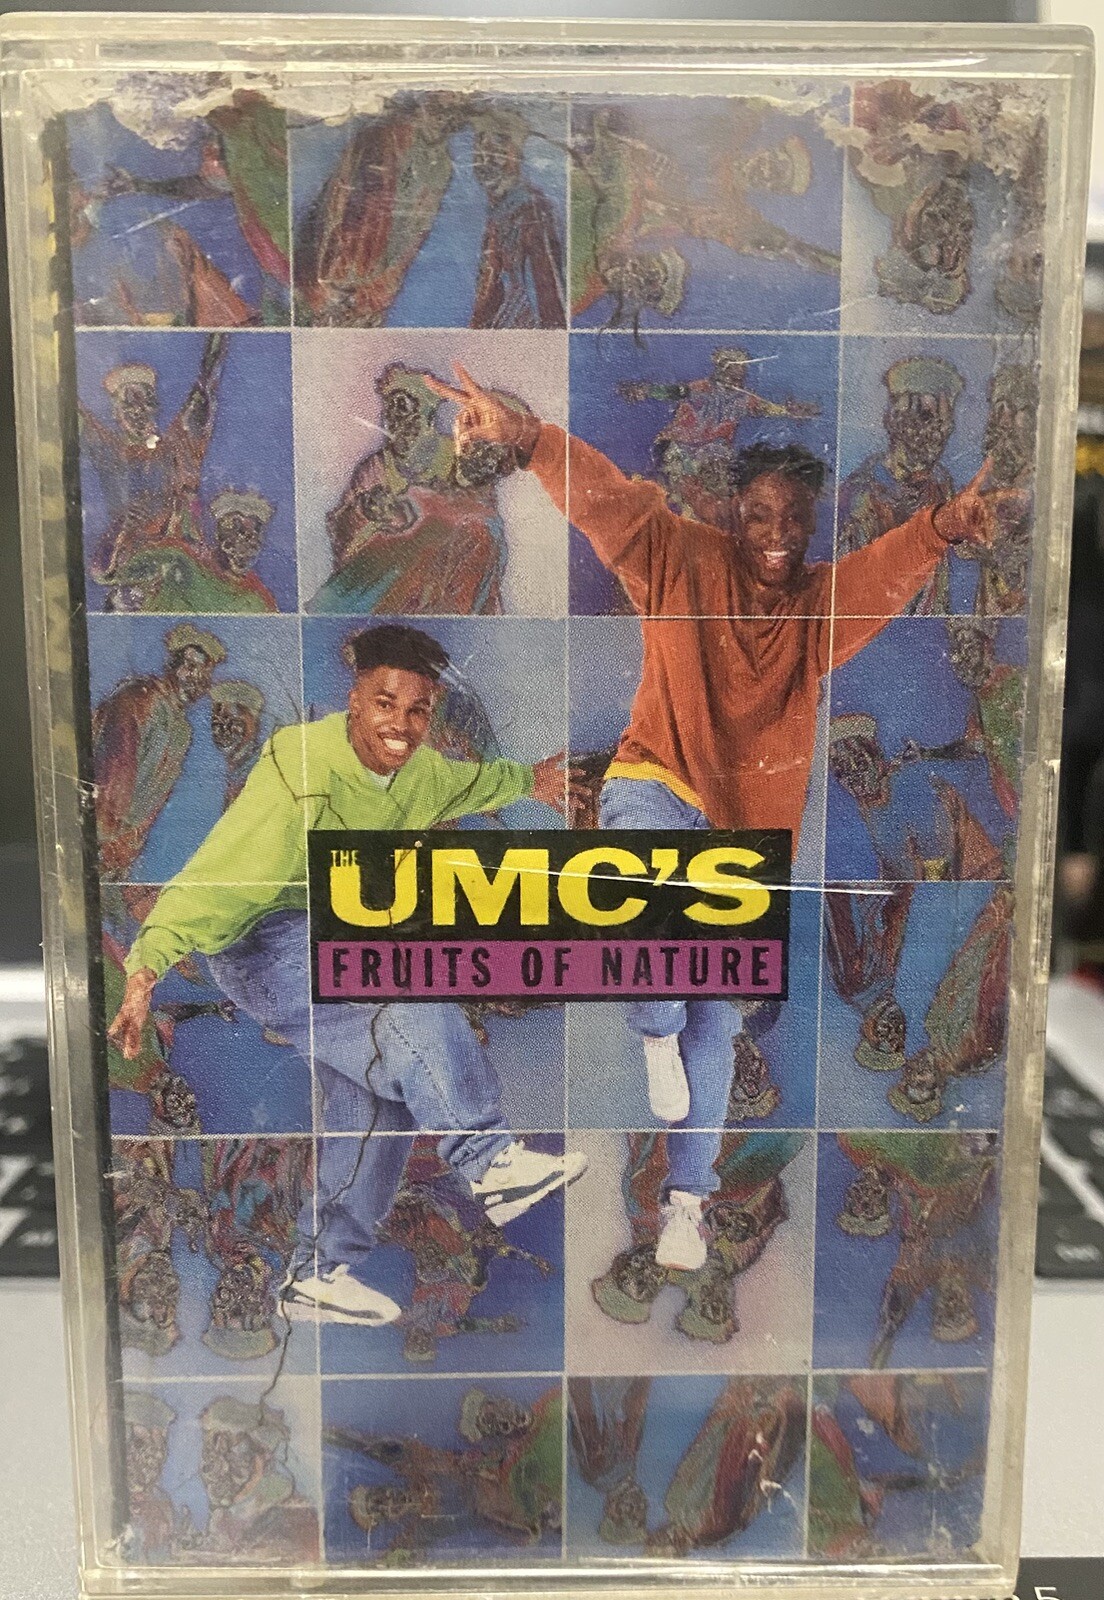 THE
UMC'S
FRUITS OF NATURE